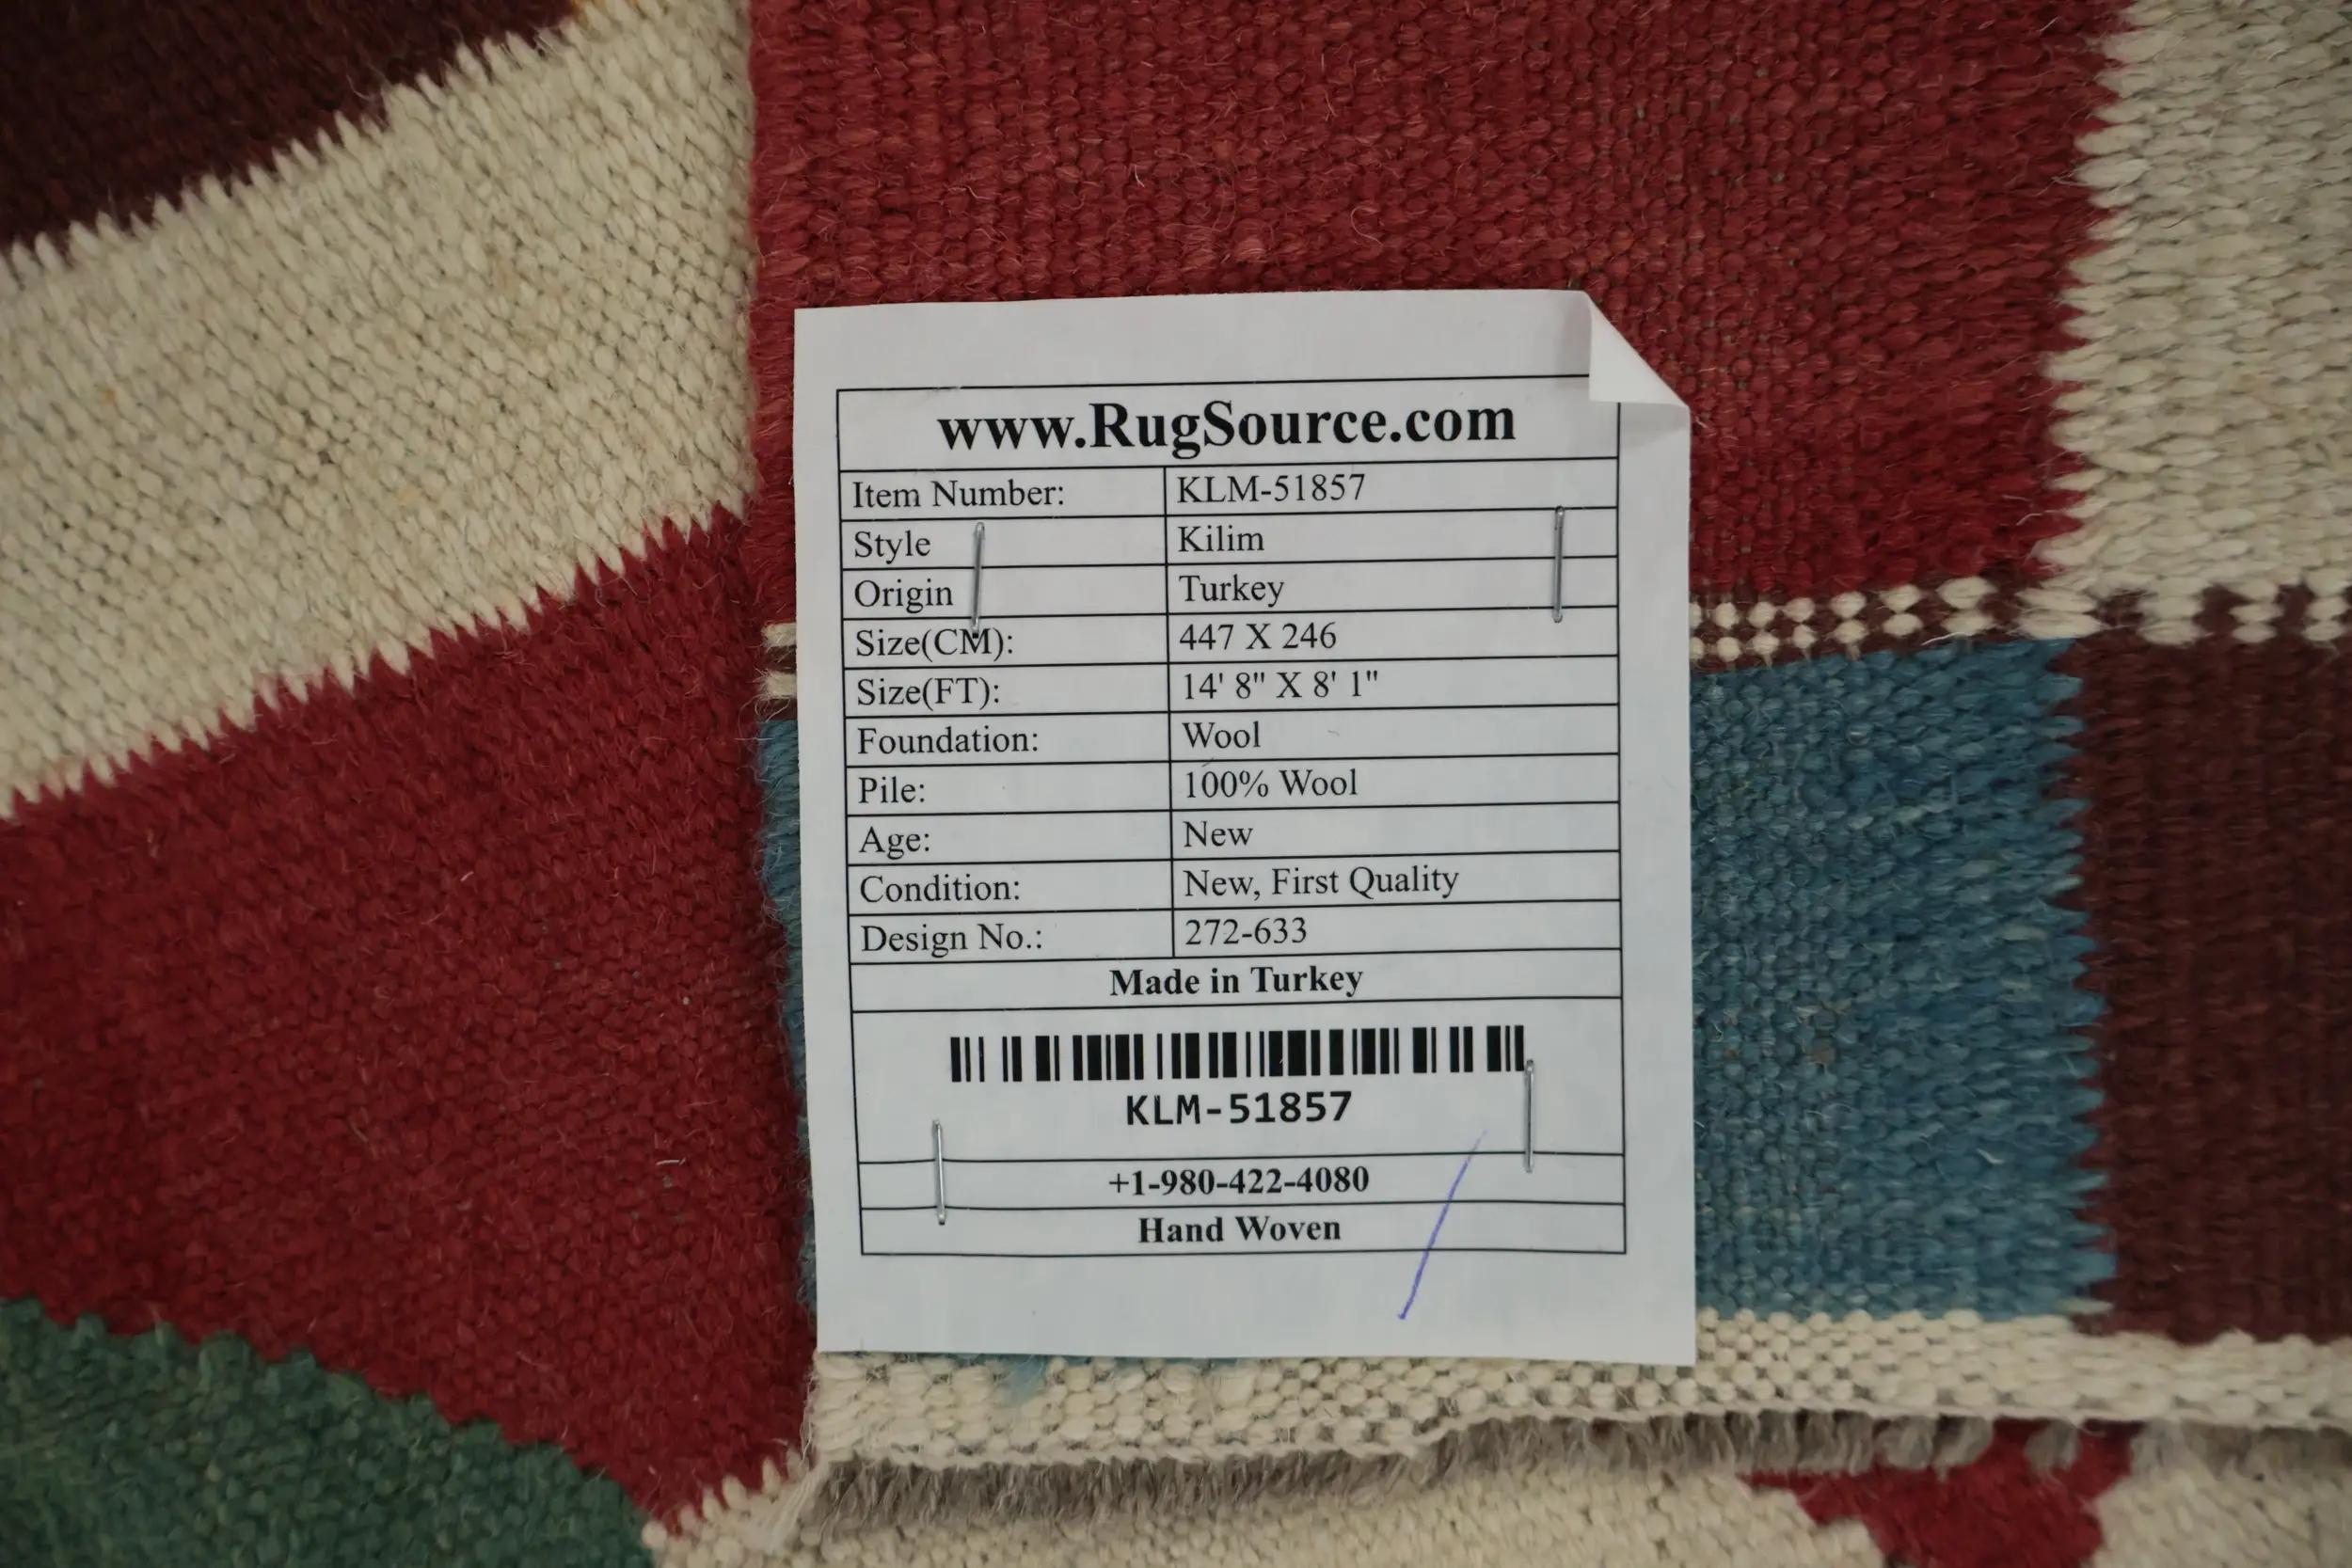 www.RugSource.com
Item Number: KLM-51857
Style Kilim
Origin Turkey
Size(CM): 447 X 246
Size(FT): 14' 8" X 8' 1"
Foundation: Wool
Pile: 100% Wool
Age: New
Condition: New, First Quality
Design No.: 272-633
Made in Turkey
KLM-51857
+1-980-422-4080
Hand Woven